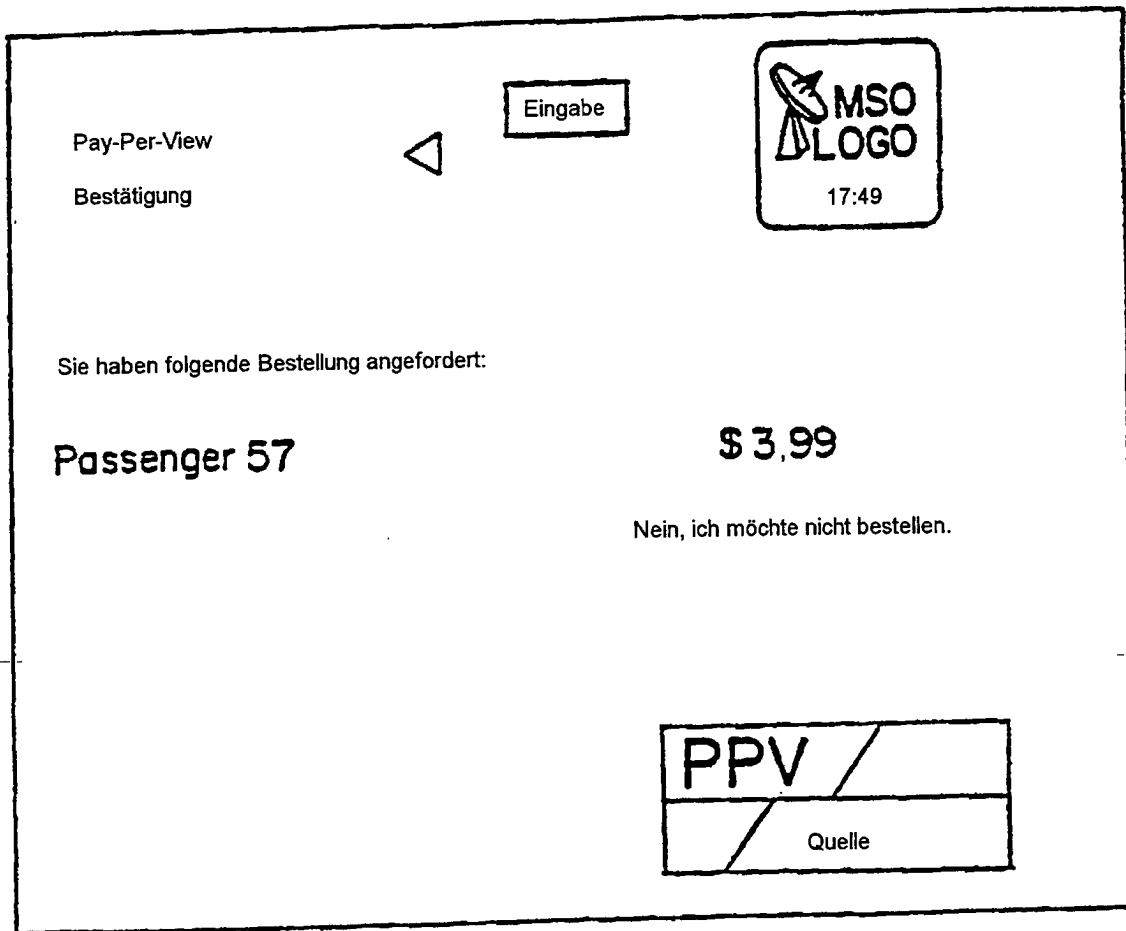 Eingabe
MSO
LOGO
17:49
Pay-Per-View
Bestätigung
Sie haben folgende Bestellung angefordert:
Passenger 57
$ 3.99
Nein, ich möchte nicht bestellen.
PPV
Quelle